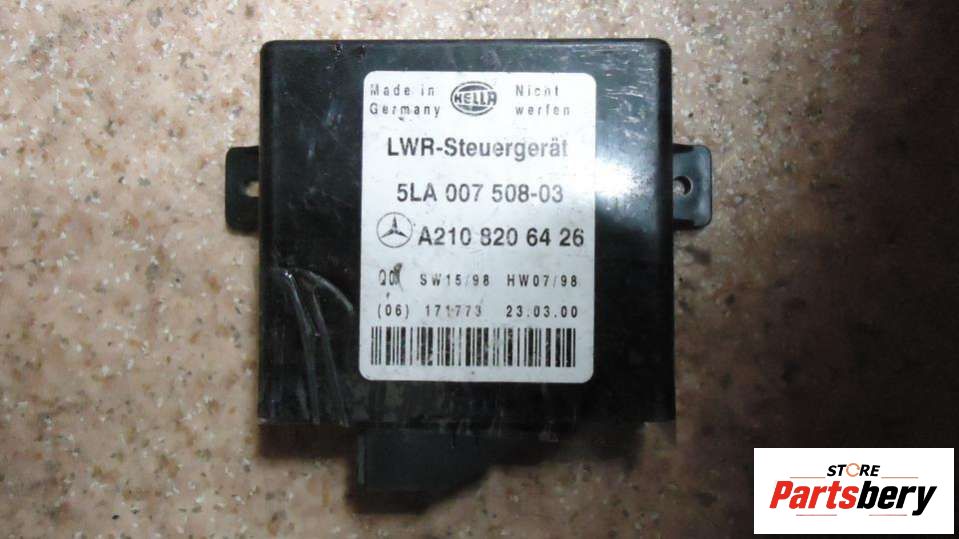 Made in Germany HELLA Nicht werfen
LWR-Steuergerät
5LA 007 508-03
A210 820 64 26
SW15/98 HW07/98
(06) 171773 23.03.00
STORE
Partsbery